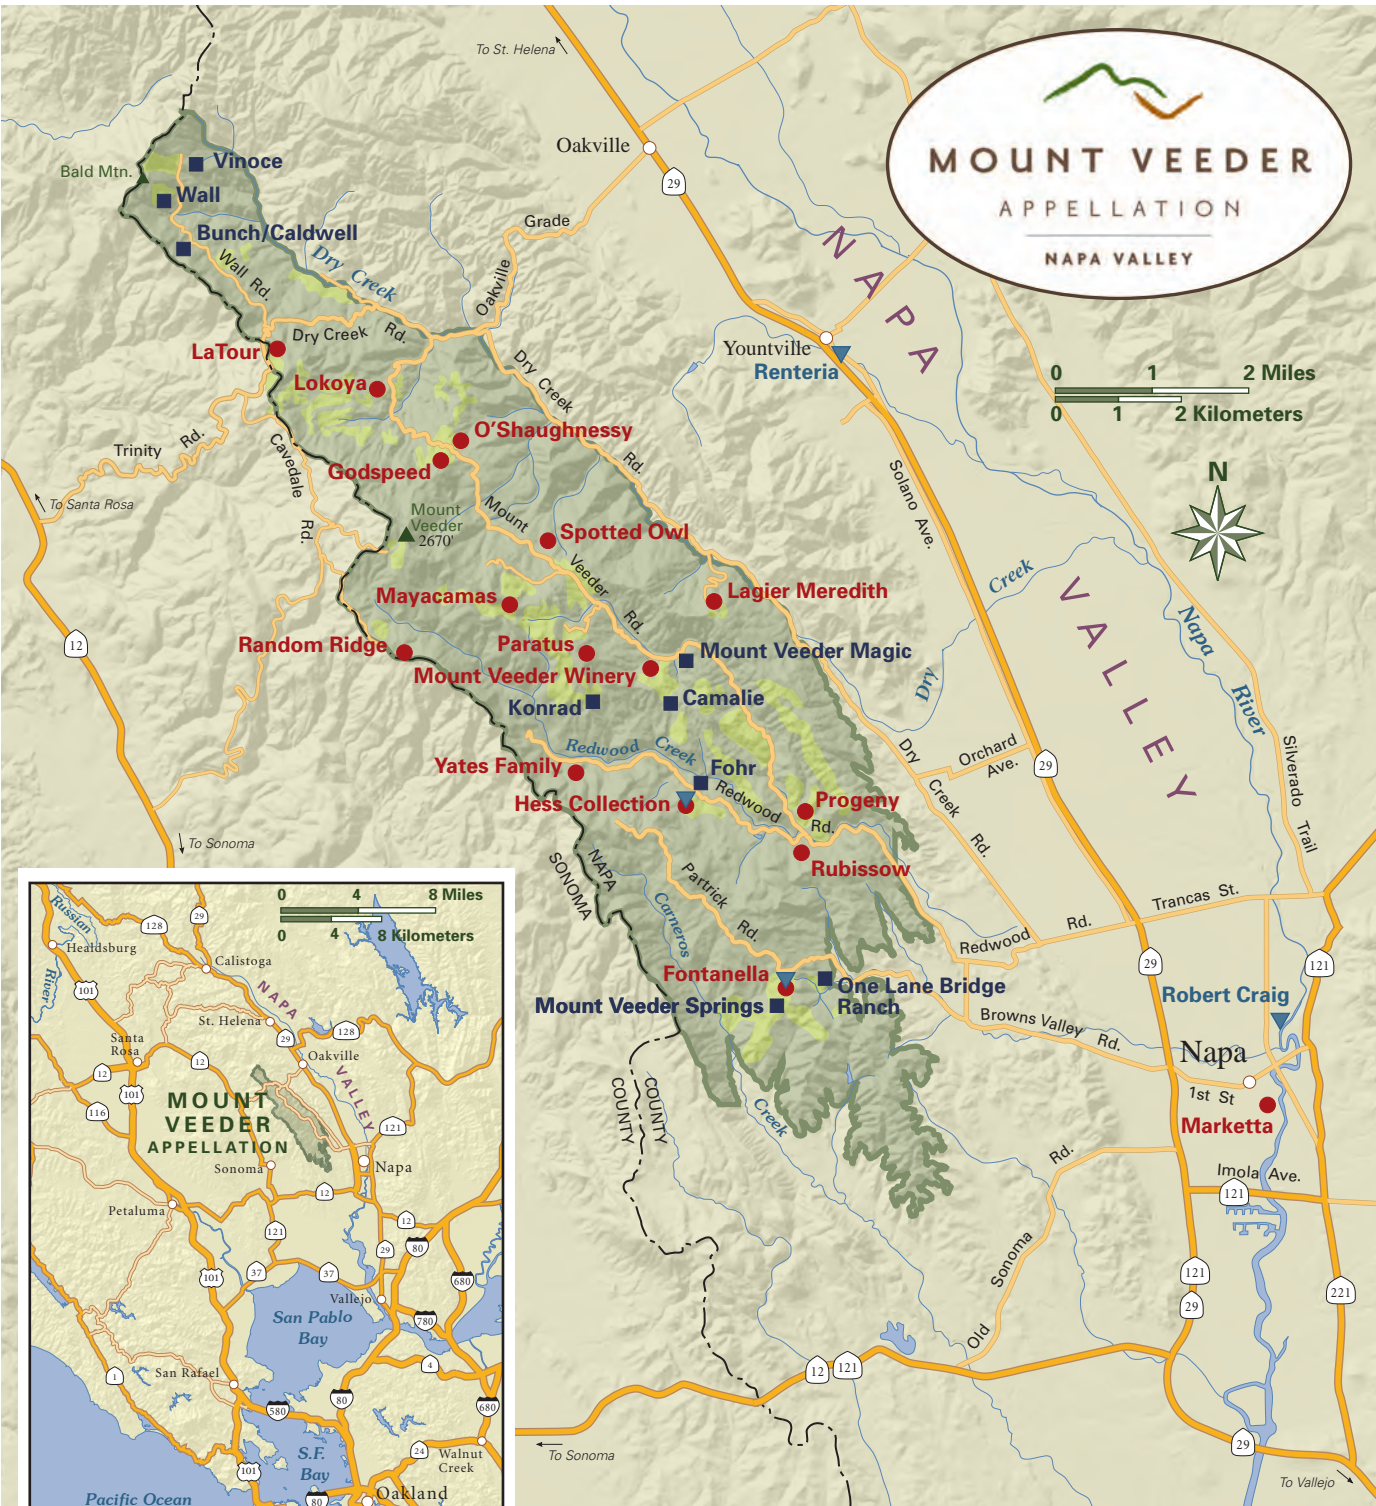 To St. Helena
Oakville
29
MOUNT VEEDER
APPELLATION
NAPA VALLEY
Bald Mtn.
Vinoce
Wall
Bunch/Caldwell
Wall Rd.
Dry Creek
Grade
Oakville
NAPA
Dry Creek Rd.
LaTour
Lokoya
Yountville
Renteria
0 1 2 Miles
0 1 2 Kilometers
N
Dry Creek Rd.
O'Shaughnessy
Godspeed
Trinity Rd.
Cavedale Rd.
To Santa Rosa
Mount
Veeder
2670'
Mount Veeder Rd.
Spotted Owl
Solano Ave.
Mayacamas
Lagier Meredith
Dry Creek
VALLEY
Napa River
12
Random Ridge
Paratus
Mount Veeder Winery
Mount Veeder Magic
Konrad
Camalie
Redwood Creek
Yates Family
Fohr
Hess Collection
Redwood Rd.
Progeny
Rubissow
Dry Creek Rd.
Orchard
Ave.
29
Silverado Trail
To Sonoma
NAPA
SONOMA
Partrick Rd.
Carneros Creek
Trancas St.
Redwood Rd.
Fontanella
Mount Veeder Springs
One Lane Bridge
Ranch
29
121
Robert Craig
Browns Valley Rd.
Napa
1st St
Marketta
COUNTY
COUNTY
Imola Ave.
121
Old Sonoma Rd.
121
29
221
12
121
29
To Sonoma
To Vallejo
0 4 8 Miles
0 4 8 Kilometers
Russian River
128
29
Healdsburg
Calistoga
101
NAPA VALLEY
St. Helena
29
128
Santa
Rosa
12
Oakville
12
101
116
MOUNT
VEEDER
APPELLATION
121
Sonoma
Napa
12
Petaluma
121
12
29
80
101
37
37
680
Vallejo
San Pablo
Bay
780
1
San Rafael
4
580
80
680
S.F.
Bay
24
Walnut
Creek
101
80
Oakland
Pacific Ocean